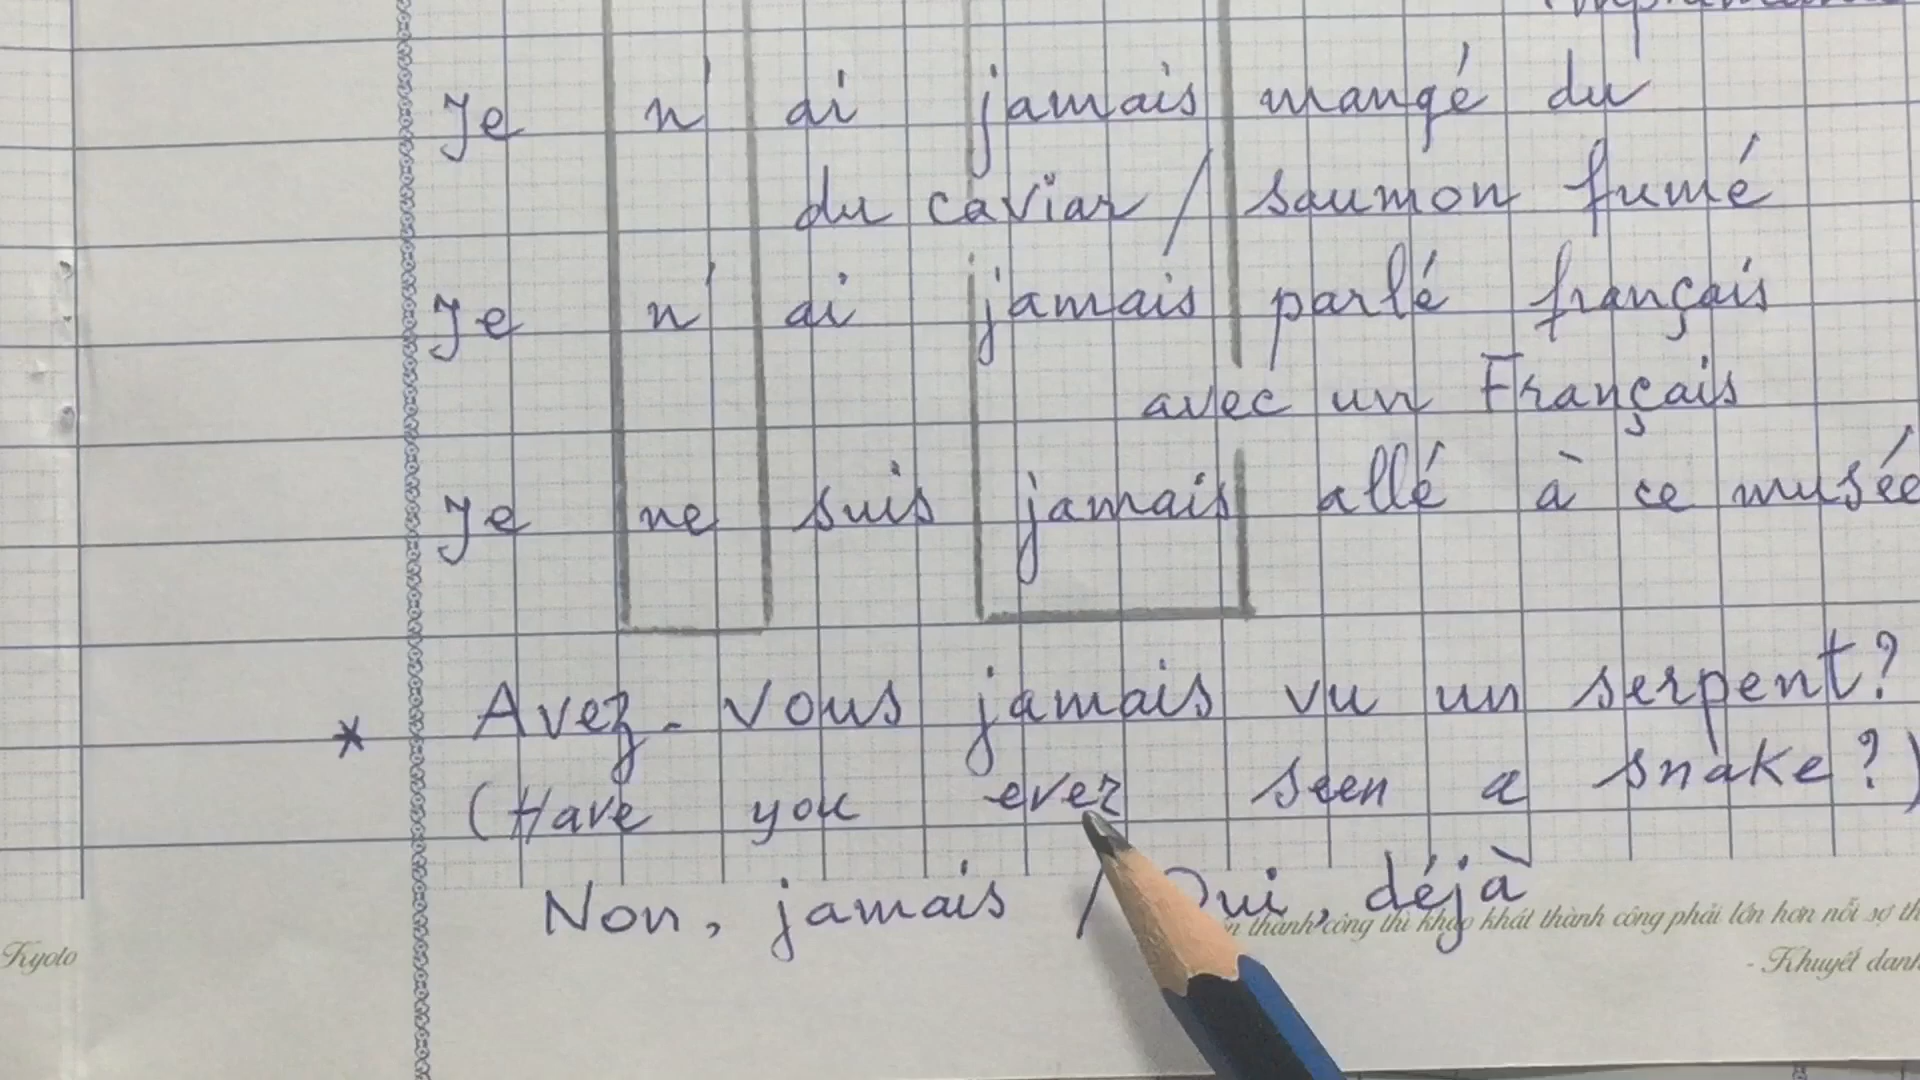 Je n'ai jamais mangé du
du caviar / saumon fumé
Je n'ai jamais parlé français
avec un Français
Je ne suis jamais allé à ce musée
* Avez-vous jamais vu un serpent?
(Have you ever seen a snake?)
Non, jamais / Oui, déjà
thành công thì khao khát thành công phải lớn hơn nỗi sợ
Kyoto
- Khuyết danh